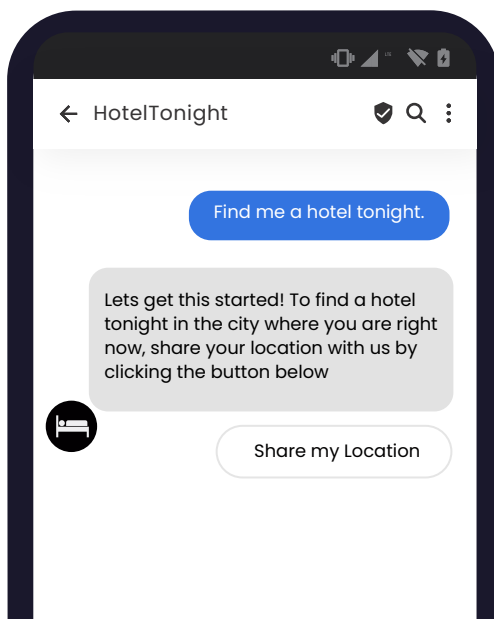 HotelTonight
Find me a hotel tonight.
Lets get this started! To find a hotel
tonight in the city where you are right
now, share your location with us by
clicking the button below
Share my Location